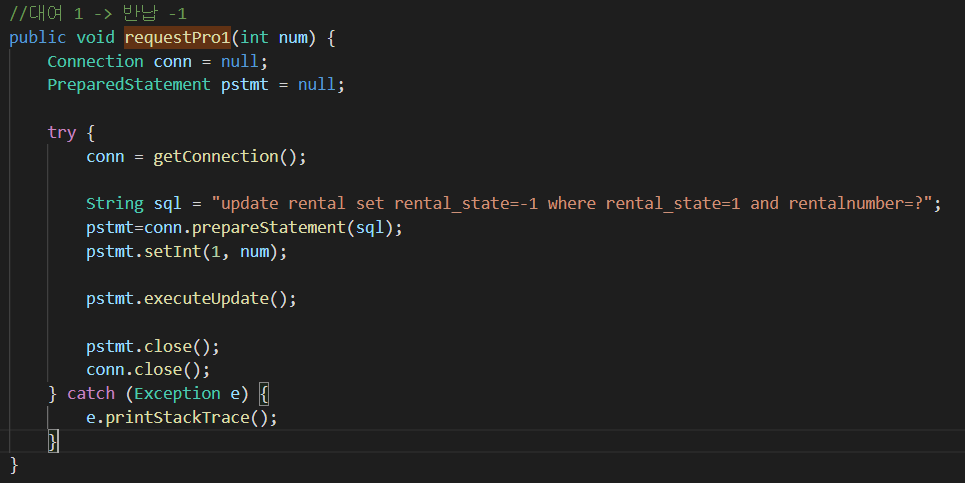 //대여 1 -> 반납 -1
public void requestPro1(int num) {
Connection conn = null;
PreparedStatement pstmt = null;
try {
conn = getConnection();
String sql = "update rental set rental_state=-1 where rental_state=1 and rentalnumber=?";
pstmt=conn.prepareStatement(sql);
pstmt.setInt(1, num);
pstmt.executeUpdate();
pstmt.close();
conn.close();
} catch (Exception e) {
e.printStackTrace();
}
}